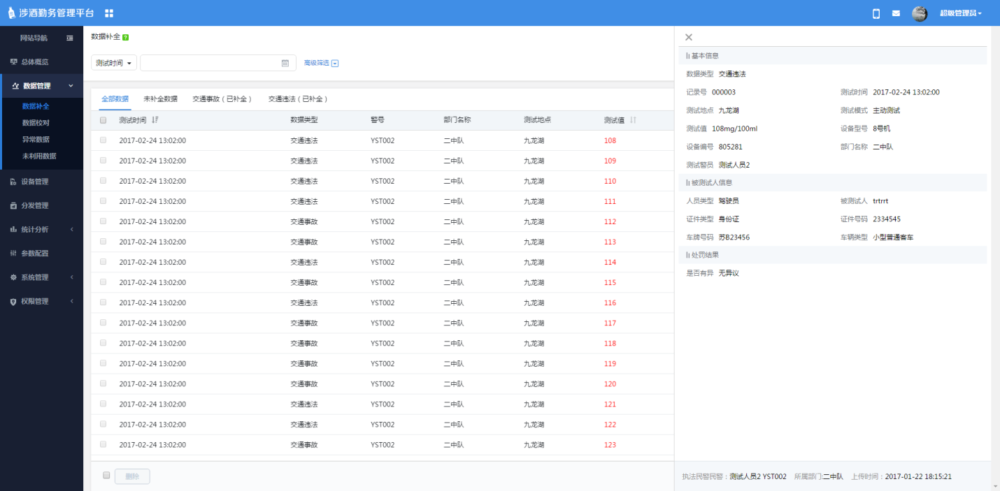 涉酒勤务管理平台
超级管理员
网站导航
总体概览
数据管理
数据补全
数据校对
异常数据
未利用数据
设备管理
分发管理
统计分析
参数配置
系统管理
权限管理
数据补全 ?
测试时间
高级筛选
全部数据 未补全数据 交通事故（已补全） 交通违法（已补全）
测试时间 数据类型 警号 部门名称 测试地点 测试值
2017-02-24 13:02:00 交通违法 YST002 二中队 九龙湖 108
2017-02-24 13:02:00 交通违法 YST002 二中队 九龙湖 109
2017-02-24 13:02:00 交通违法 YST002 二中队 九龙湖 110
2017-02-24 13:02:00 交通违法 YST002 二中队 九龙湖 111
2017-02-24 13:02:00 交通事故 YST002 二中队 九龙湖 112
2017-02-24 13:02:00 交通事故 YST002 二中队 九龙湖 113
2017-02-24 13:02:00 交通违法 YST002 二中队 九龙湖 114
2017-02-24 13:02:00 交通事故 YST002 二中队 九龙湖 115
2017-02-24 13:02:00 交通违法 YST002 二中队 九龙湖 116
2017-02-24 13:02:00 交通事故 YST002 二中队 九龙湖 117
2017-02-24 13:02:00 交通事故 YST002 二中队 九龙湖 118
2017-02-24 13:02:00 交通事故 YST002 二中队 九龙湖 119
2017-02-24 13:02:00 交通事故 YST002 二中队 九龙湖 120
2017-02-24 13:02:00 交通违法 YST002 二中队 九龙湖 121
2017-02-24 13:02:00 交通违法 YST002 二中队 九龙湖 122
2017-02-24 13:02:00 交通事故 YST002 二中队 九龙湖 123
删除
基本信息
数据类型 交通违法
记录号 000003 测试时间 2017-02-24 13:02:00
测试地点 九龙湖 测试模式 主动测试
测试值 108mg/100ml 设备型号 8号机
设备编号 805281 部门名称 二中队
测试警员 测试人员2
被测试人信息
人员类型 驾驶员 被测试人 trtrrt
证件类型 身份证 证件号码 2334545
车牌号码 苏B23456 车辆类型 小型普通客车
处罚结果
是否有异 无异议
执法民警民警：测试人员2 YST002 所属部门:二中队 上传时间：2017-01-22 18:15:21